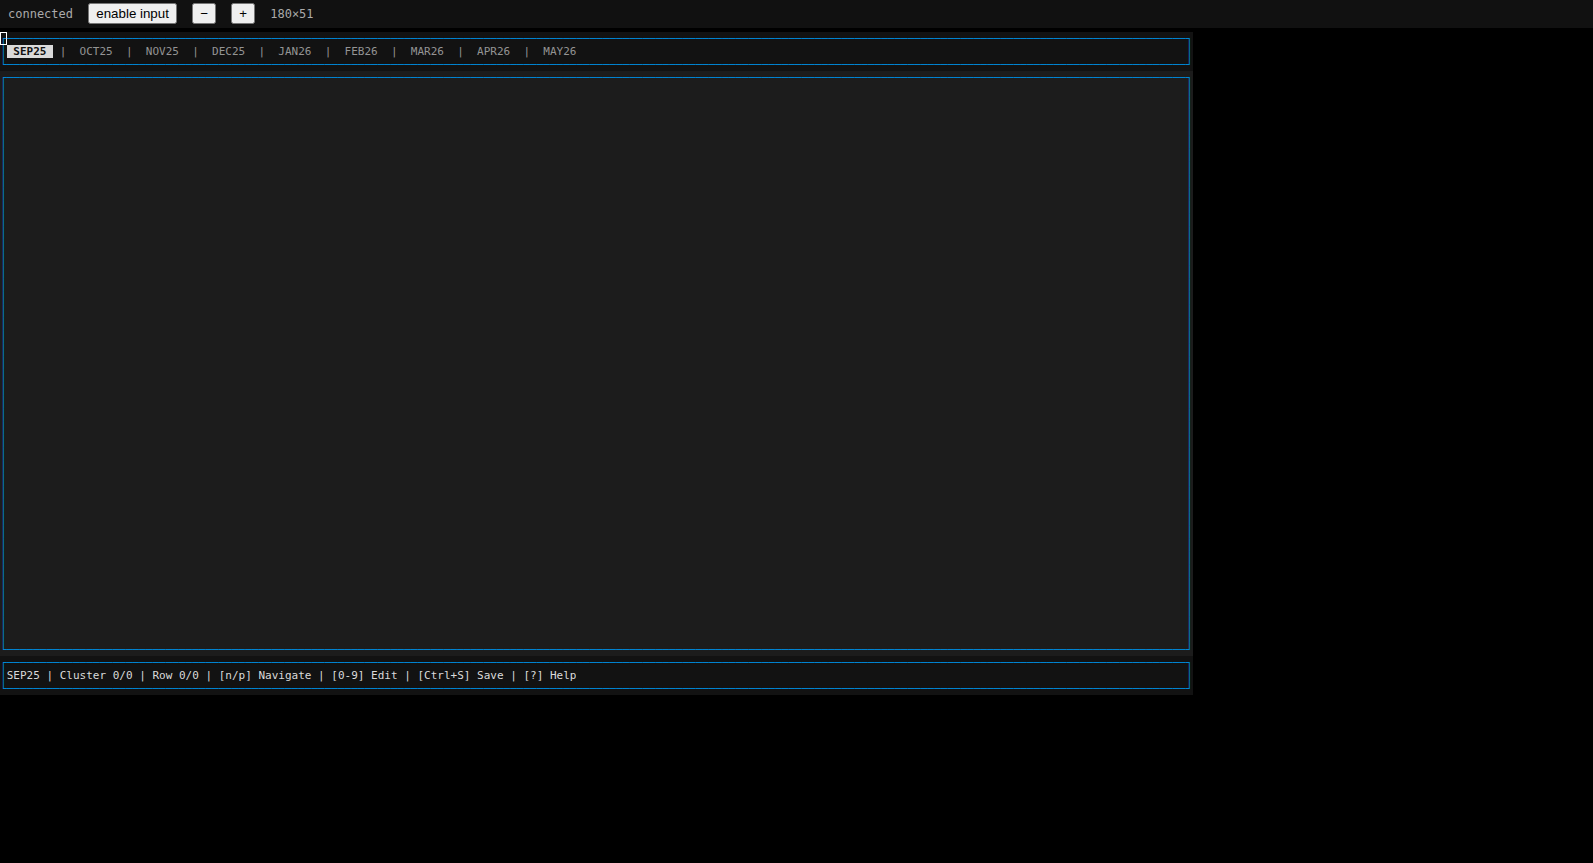 connected enable input − + 180×51
SEP25 | OCT25 | NOV25 | DEC25 | JAN26 | FEB26 | MAR26 | APR26 | MAY26
SEP25 | Cluster 0/0 | Row 0/0 | [n/p] Navigate | [0-9] Edit | [Ctrl+S] Save | [?] Help